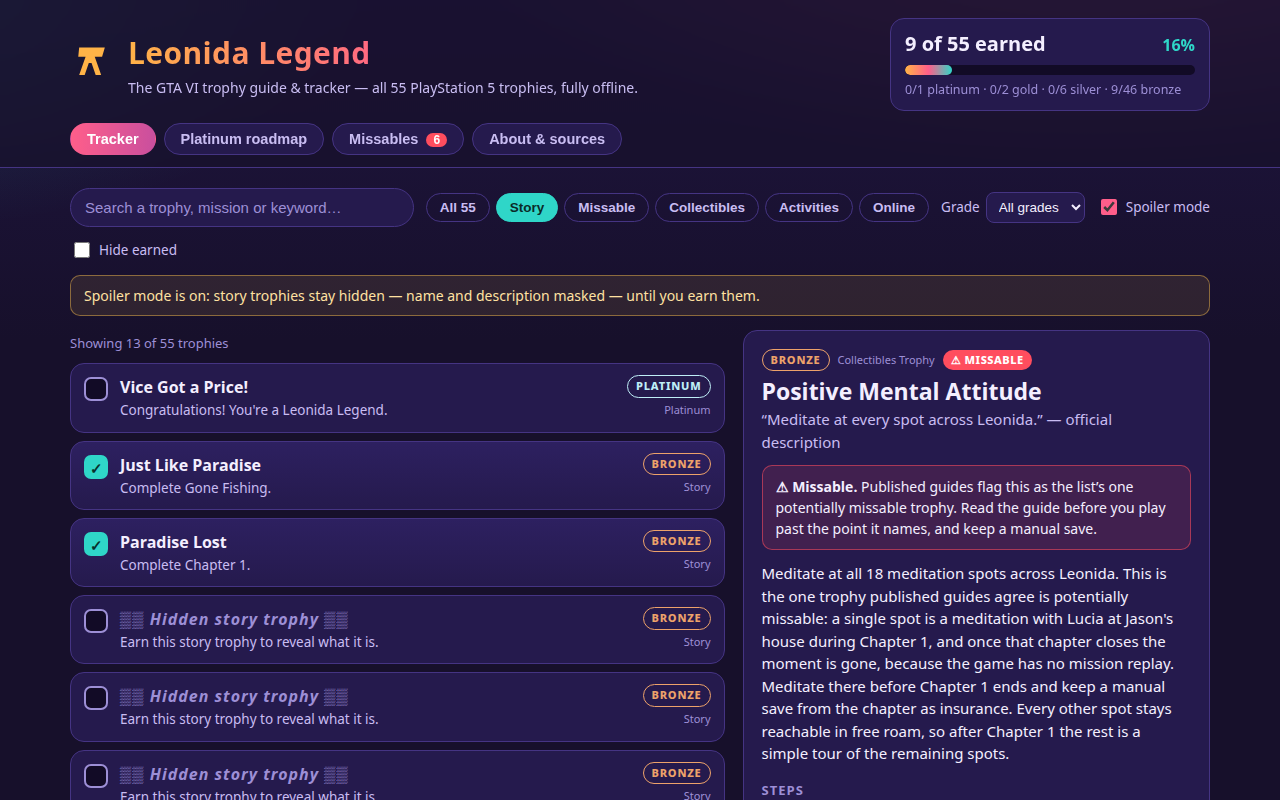 Leonida Legend
The GTA VI trophy guide & tracker — all 55 PlayStation 5 trophies, fully offline.
9 of 55 earned 16%
0/1 platinum · 0/2 gold · 0/6 silver · 9/46 bronze
Tracker Platinum roadmap Missables 6 About & sources
Search a trophy, mission or keyword… All 55 Story Missable Collectibles Activities Online Grade All grades Spoiler mode
Hide earned
Spoiler mode is on: story trophies stay hidden — name and description masked — until you earn them.
Showing 13 of 55 trophies
Vice Got a Price! PLATINUM
Congratulations! You're a Leonida Legend. Platinum
Just Like Paradise BRONZE
Complete Gone Fishing. Story
Paradise Lost BRONZE
Complete Chapter 1. Story
▒▒ Hidden story trophy ▒▒ BRONZE
Earn this story trophy to reveal what it is. Story
▒▒ Hidden story trophy ▒▒ BRONZE
Earn this story trophy to reveal what it is. Story
▒▒ Hidden story trophy ▒▒ BRONZE
Earn this story trophy to reveal what it is. Story
BRONZE Collectibles Trophy ⚠ MISSABLE
Positive Mental Attitude
“Meditate at every spot across Leonida.” — official
description
⚠ Missable. Published guides flag this as the list’s one
potentially missable trophy. Read the guide before you play
past the point it names, and keep a manual save.
Meditate at all 18 meditation spots across Leonida. This is
the one trophy published guides agree is potentially
missable: a single spot is a meditation with Lucia at Jason's
house during Chapter 1, and once that chapter closes the
moment is gone, because the game has no mission replay.
Meditate there before Chapter 1 ends and keep a manual
save from the chapter as insurance. Every other spot stays
reachable in free roam, so after Chapter 1 the rest is a
simple tour of the remaining spots.
STEPS